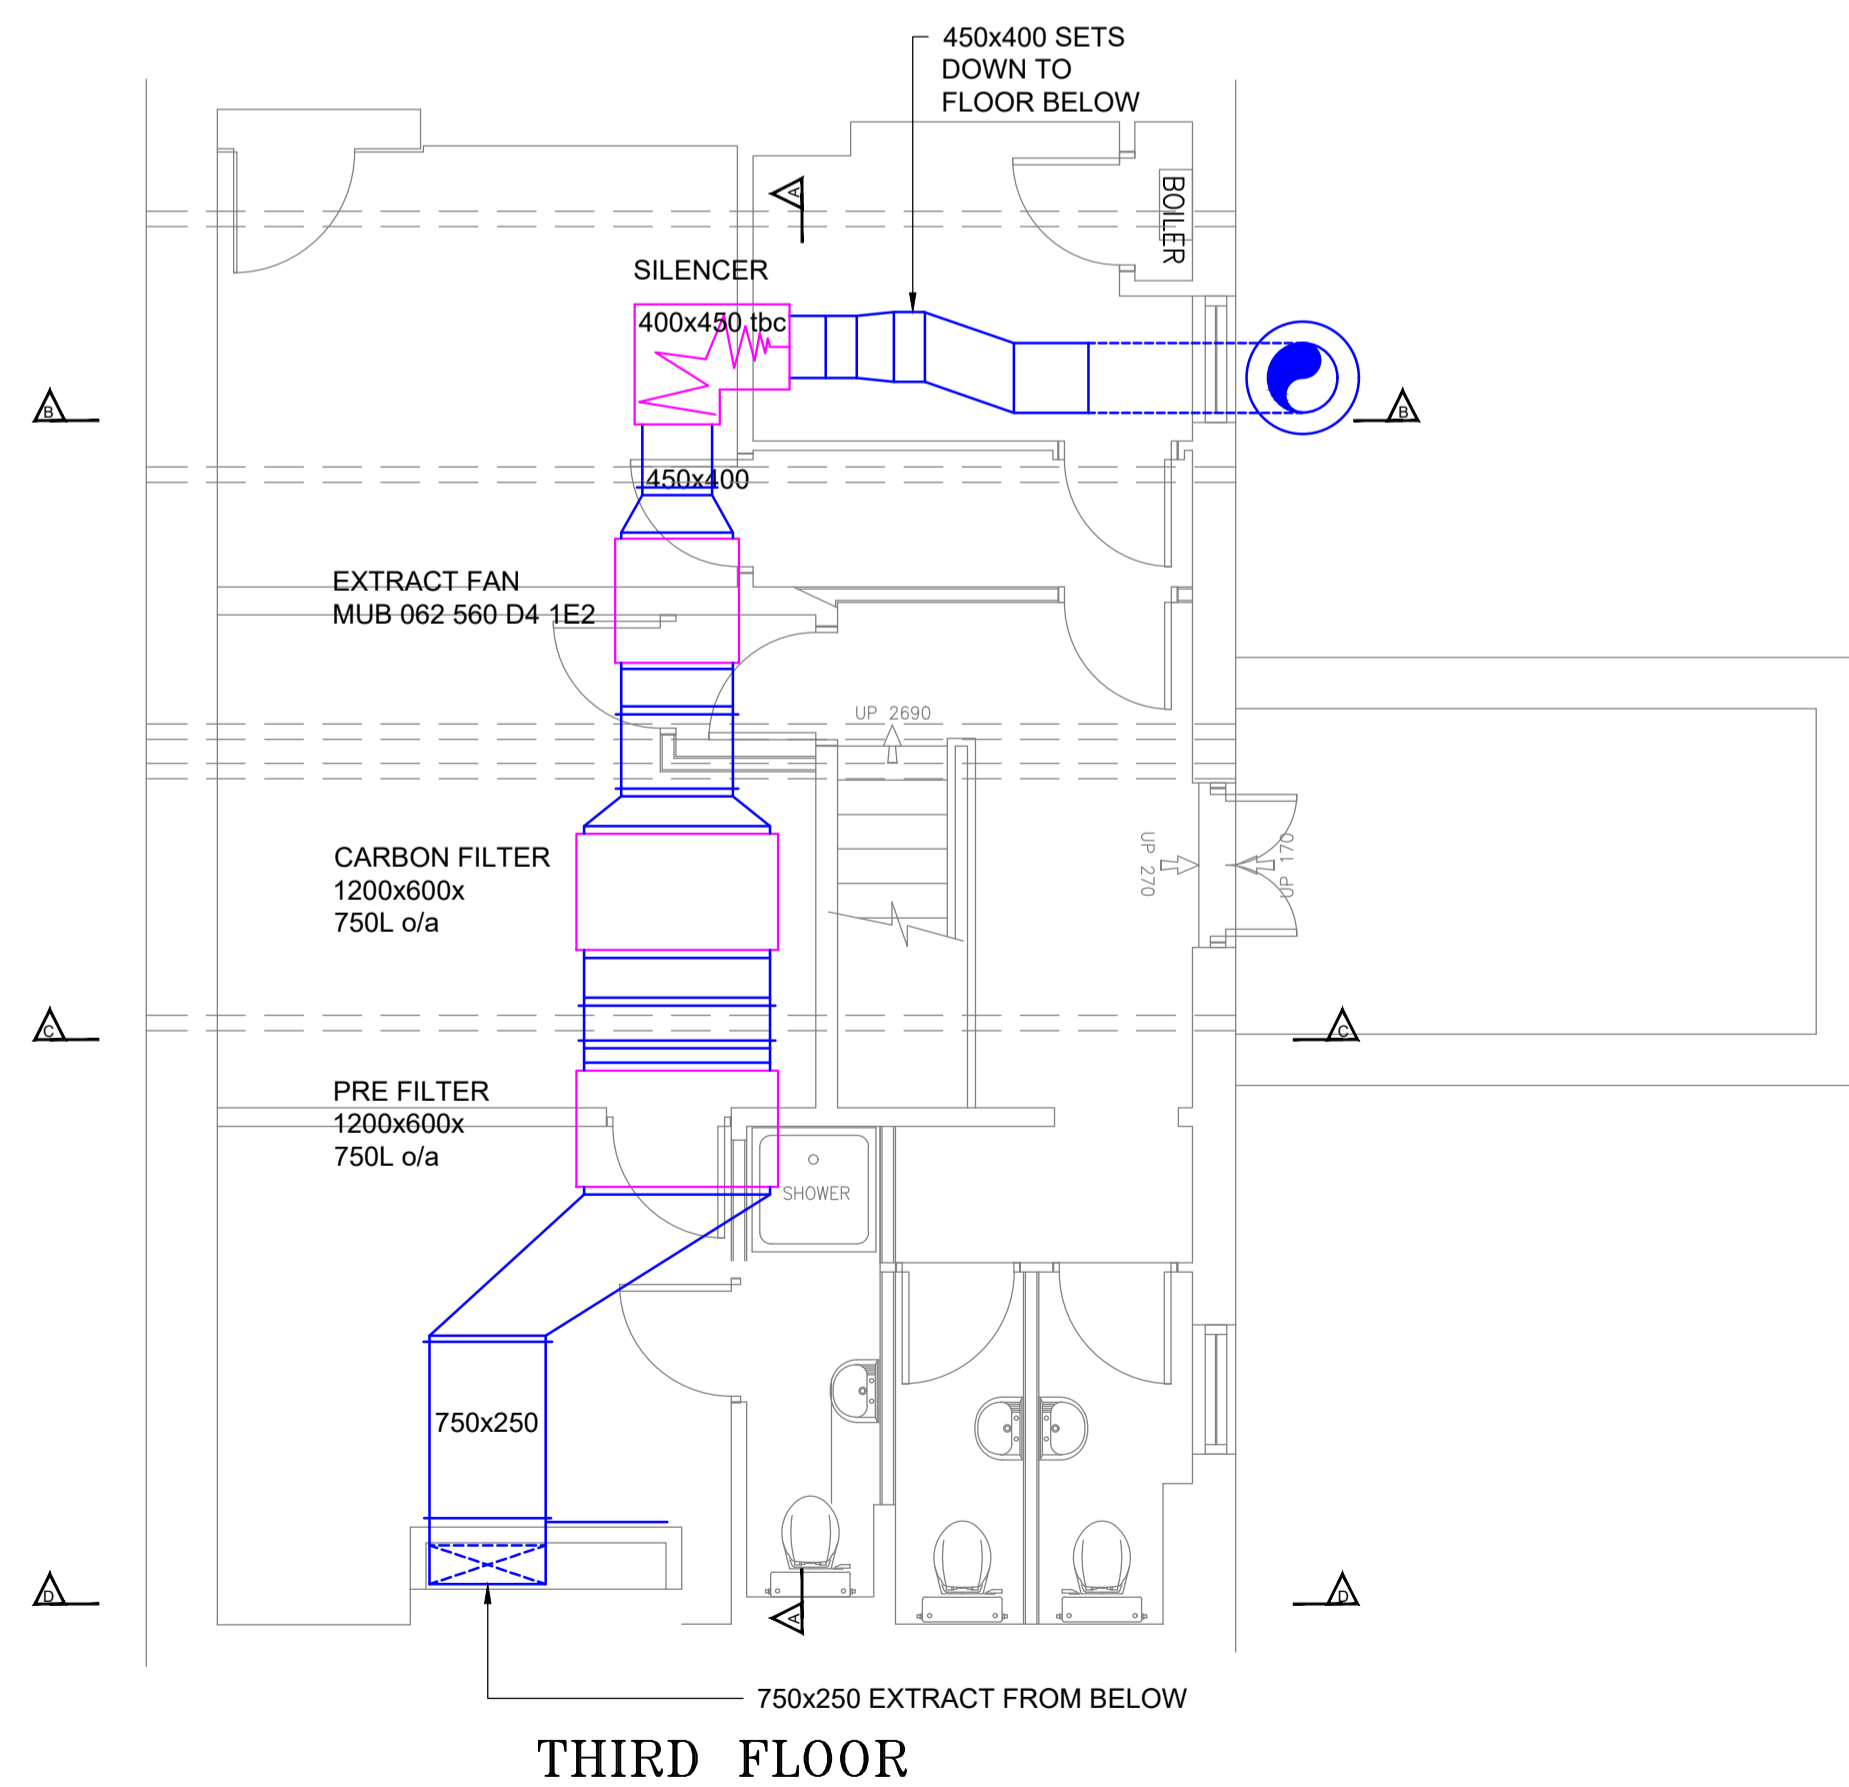 450x400 SETS
DOWN TO
FLOOR BELOW
A
BOILER
SILENCER
400x450 tbc
B
B
450x400
EXTRACT FAN
MUB 062 560 D4 1E2
UP 2690
CARBON FILTER
1200x600x
750L o/a
UP 270
UP 170
C
C
PRE FILTER
1200x600x
750L o/a
SHOWER
750x250
D
D
A
750x250 EXTRACT FROM BELOW
THIRD FLOOR